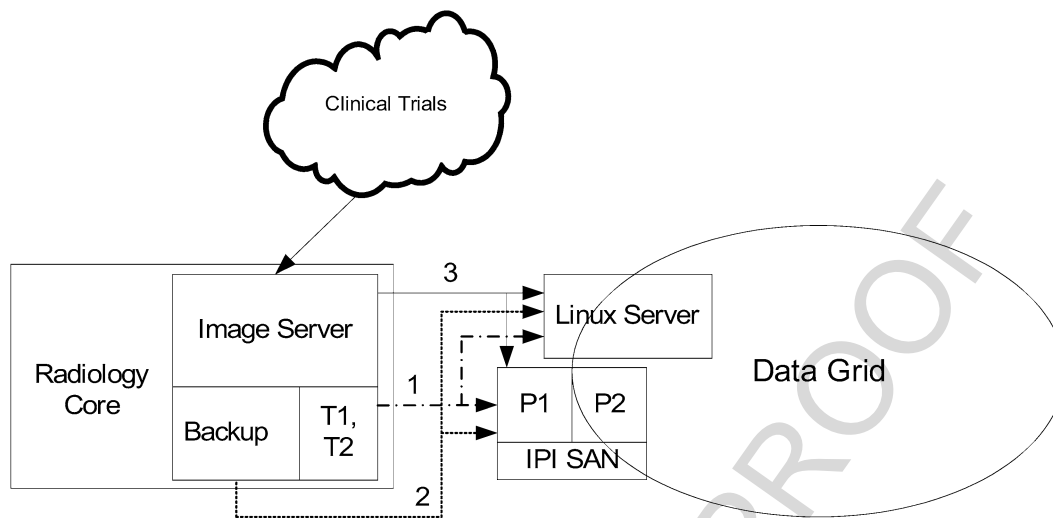 Clinical Trials
3
Image Server
Linux Server
Radiology
Core
Data Grid
1
T1,
T2
Backup
P1
P2
IPI SAN
2
PROOF